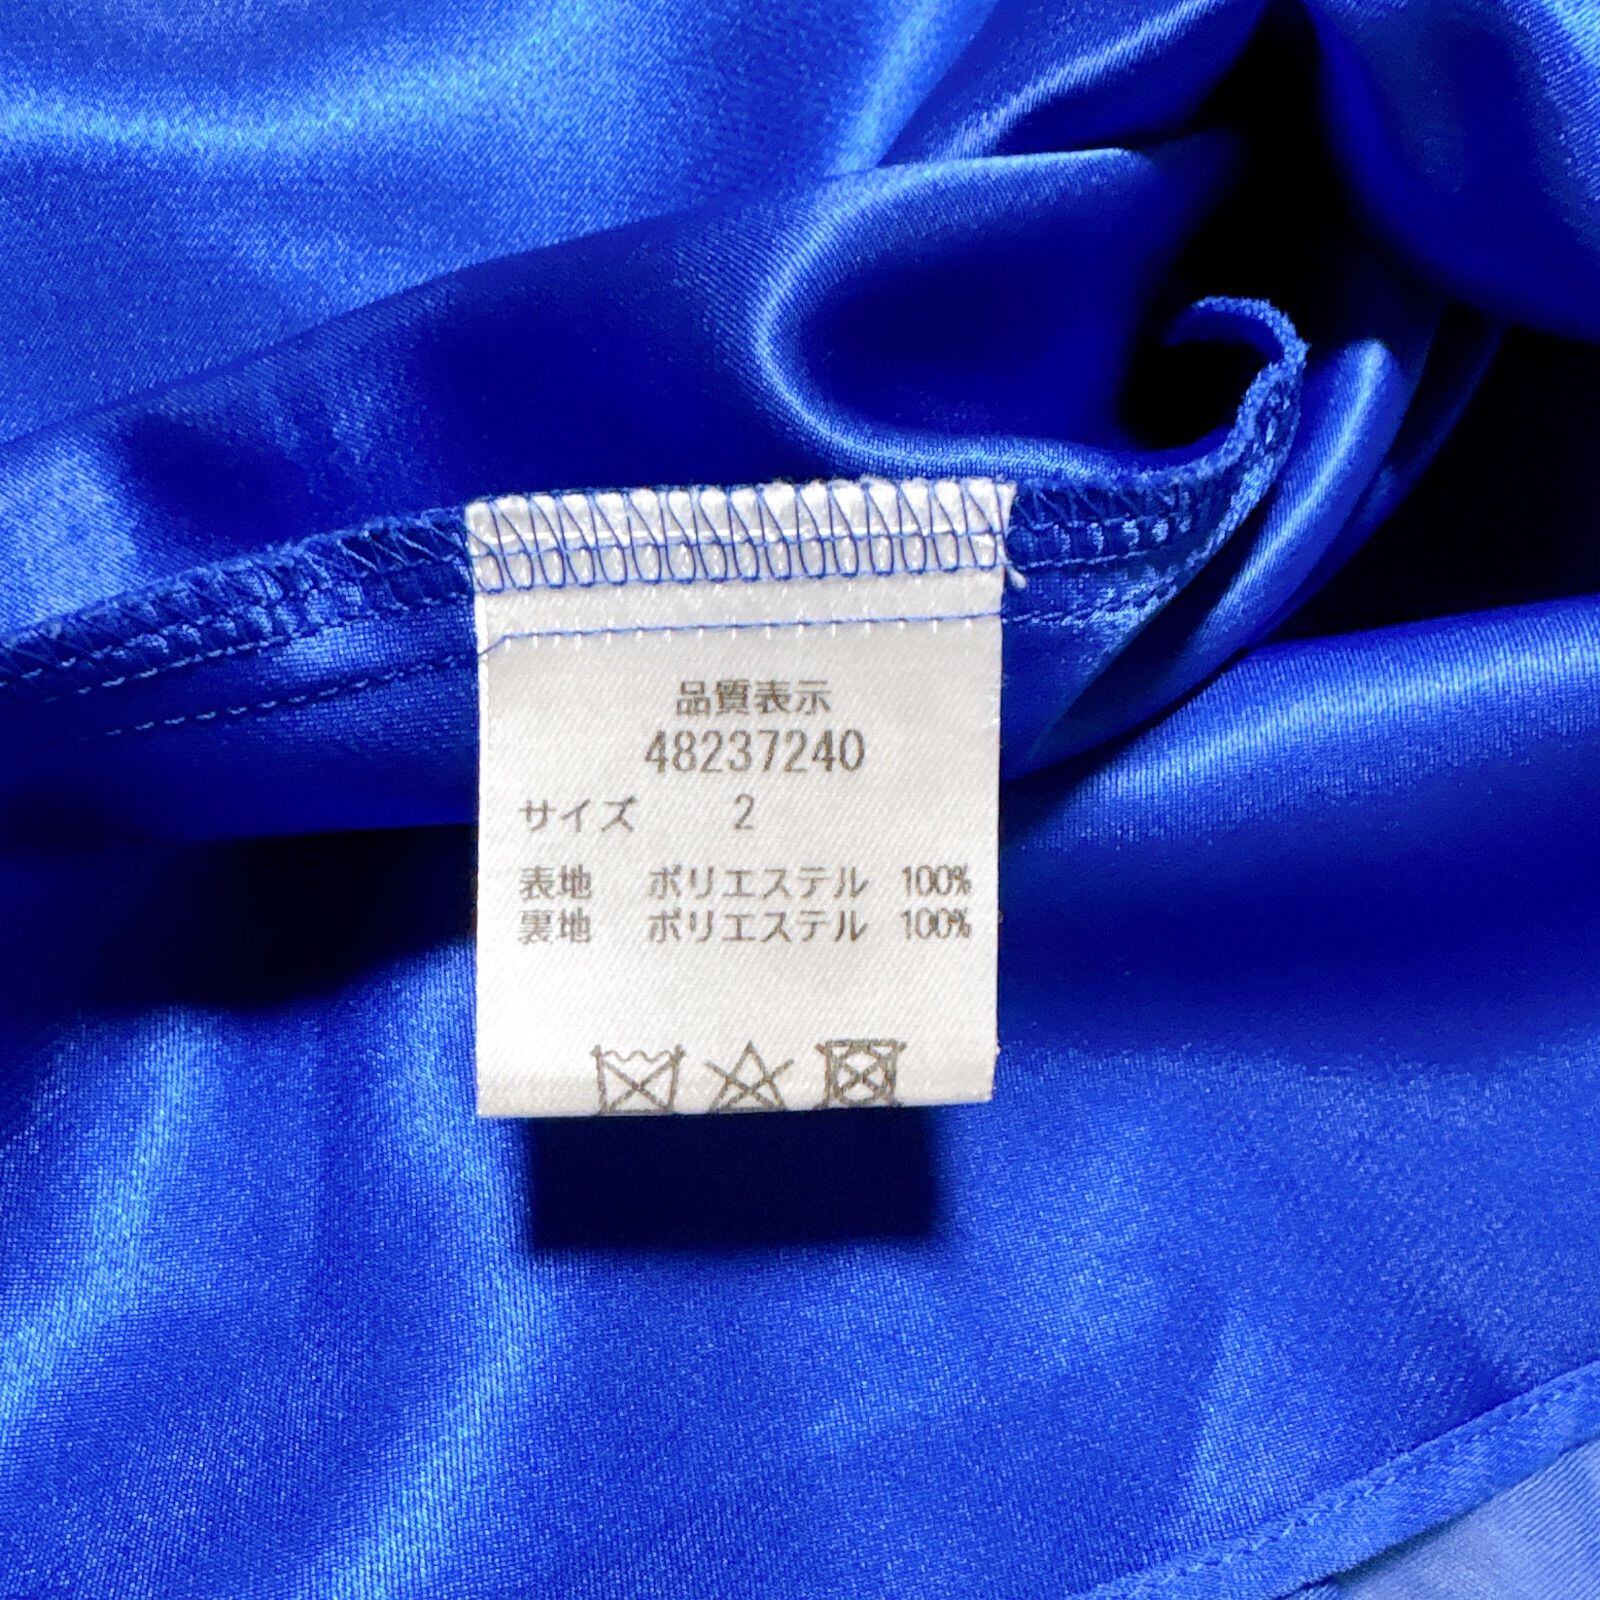 品質表示
48237240
サイズ 2
表地 ポリエステル 100%
裏地 ポリエステル 100%